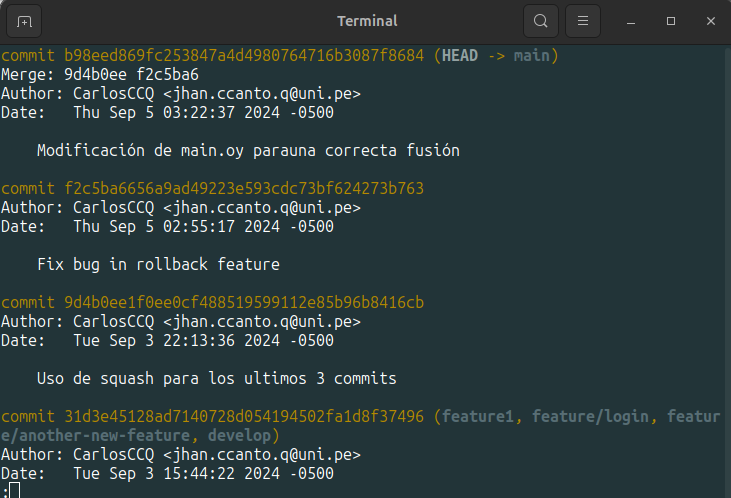 Terminal
commit b98eed869fc253847a4d4980764716b3087f8684 (HEAD -> main)
Merge: 9d4b0ee f2c5ba6
Author: CarlosCCQ <jhan.ccanto.q@uni.pe>
Date:   Thu Sep 5 03:22:37 2024 -0500
    Modificación de main.oy parauna correcta fusión
commit f2c5ba6656a9ad49223e593cdc73bf624273b763
Author: CarlosCCQ <jhan.ccanto.q@uni.pe>
Date:   Thu Sep 5 02:55:17 2024 -0500
    Fix bug in rollback feature
commit 9d4b0ee1f0ee0cf488519599112e85b96b8416cb
Author: CarlosCCQ <jhan.ccanto.q@uni.pe>
Date:   Tue Sep 3 22:13:36 2024 -0500
    Uso de squash para los ultimos 3 commits
commit 31d3e45128ad7140728d054194502fa1d8f37496 (feature1, feature/login, featur
e/another-new-feature, develop)
Author: CarlosCCQ <jhan.ccanto.q@uni.pe>
Date:   Tue Sep 3 15:44:22 2024 -0500
: